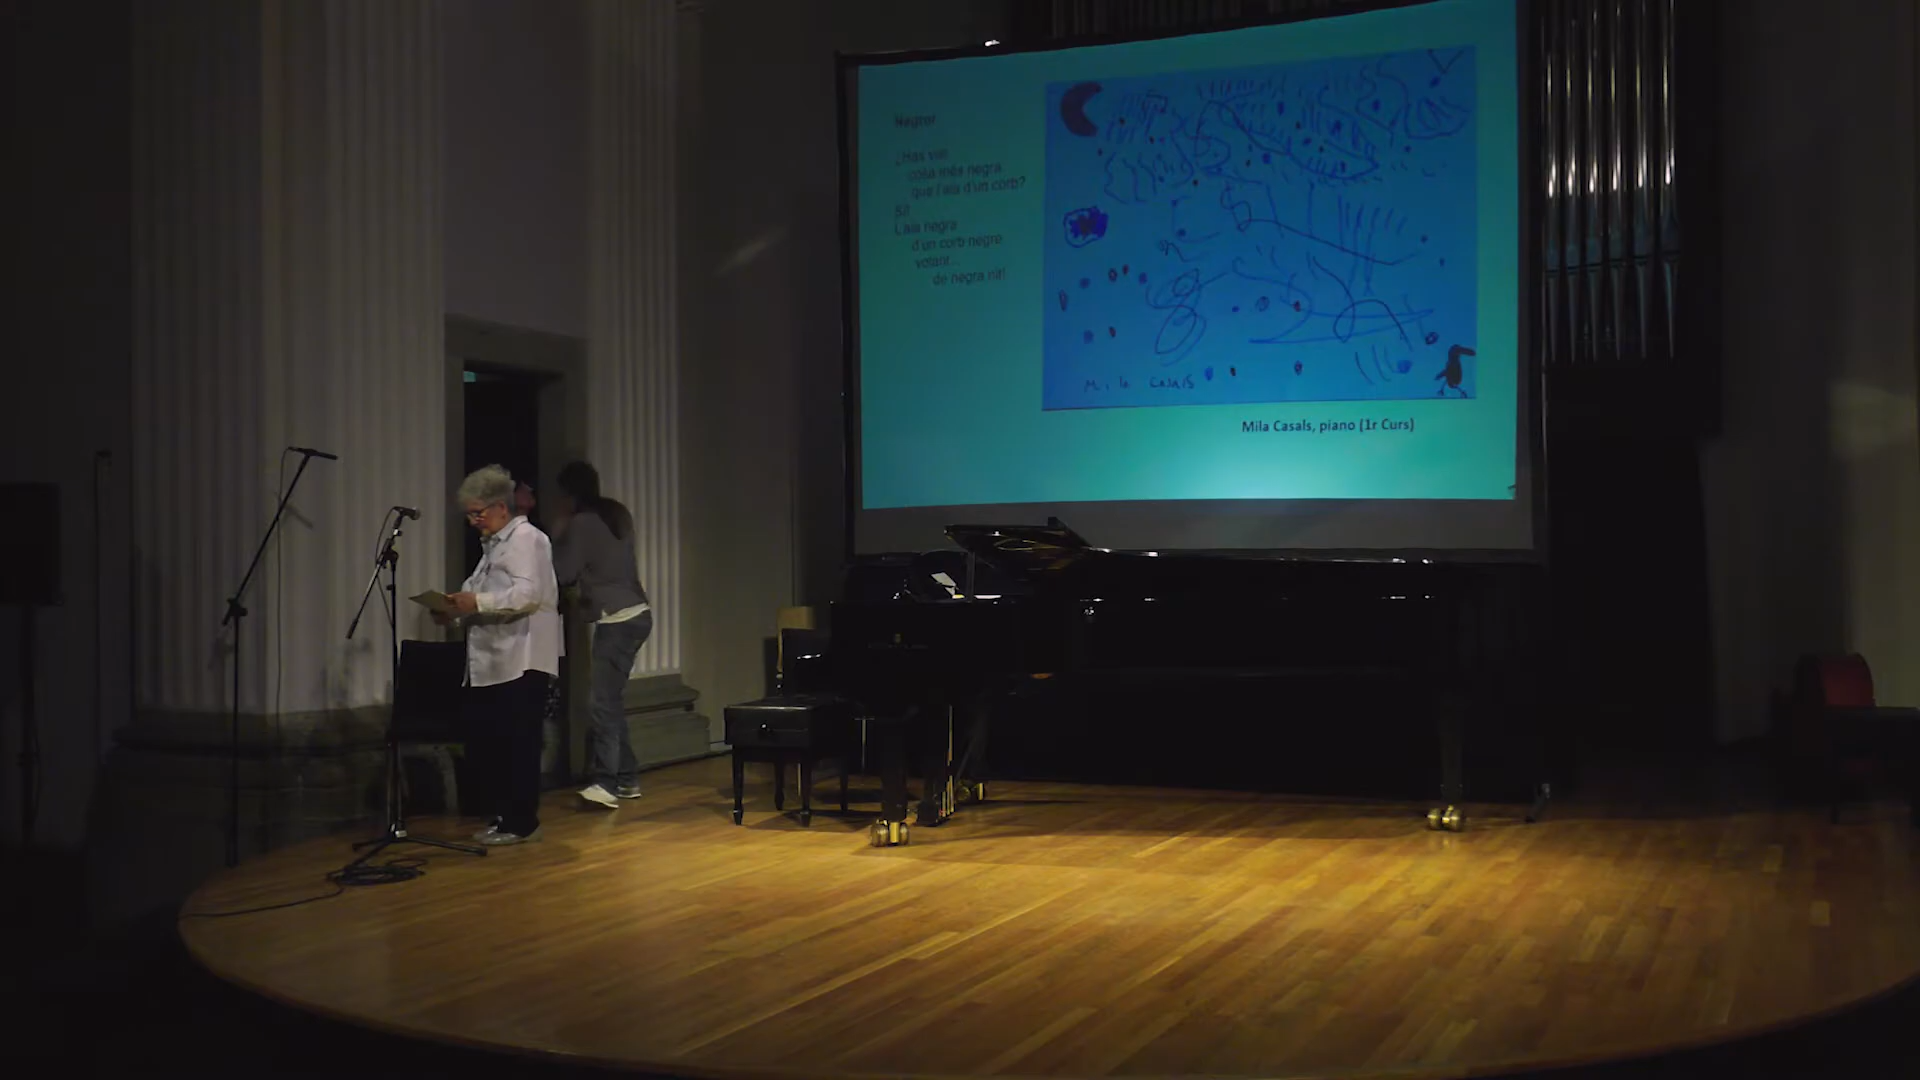 Negror
¿Has vist
cosa més negra
que l'ala d'un corb?
Sí!
L'ala negra
d'un corb negre
volant...
de negra nit!
Mila Casals
Mila Casals, piano (1r Curs)